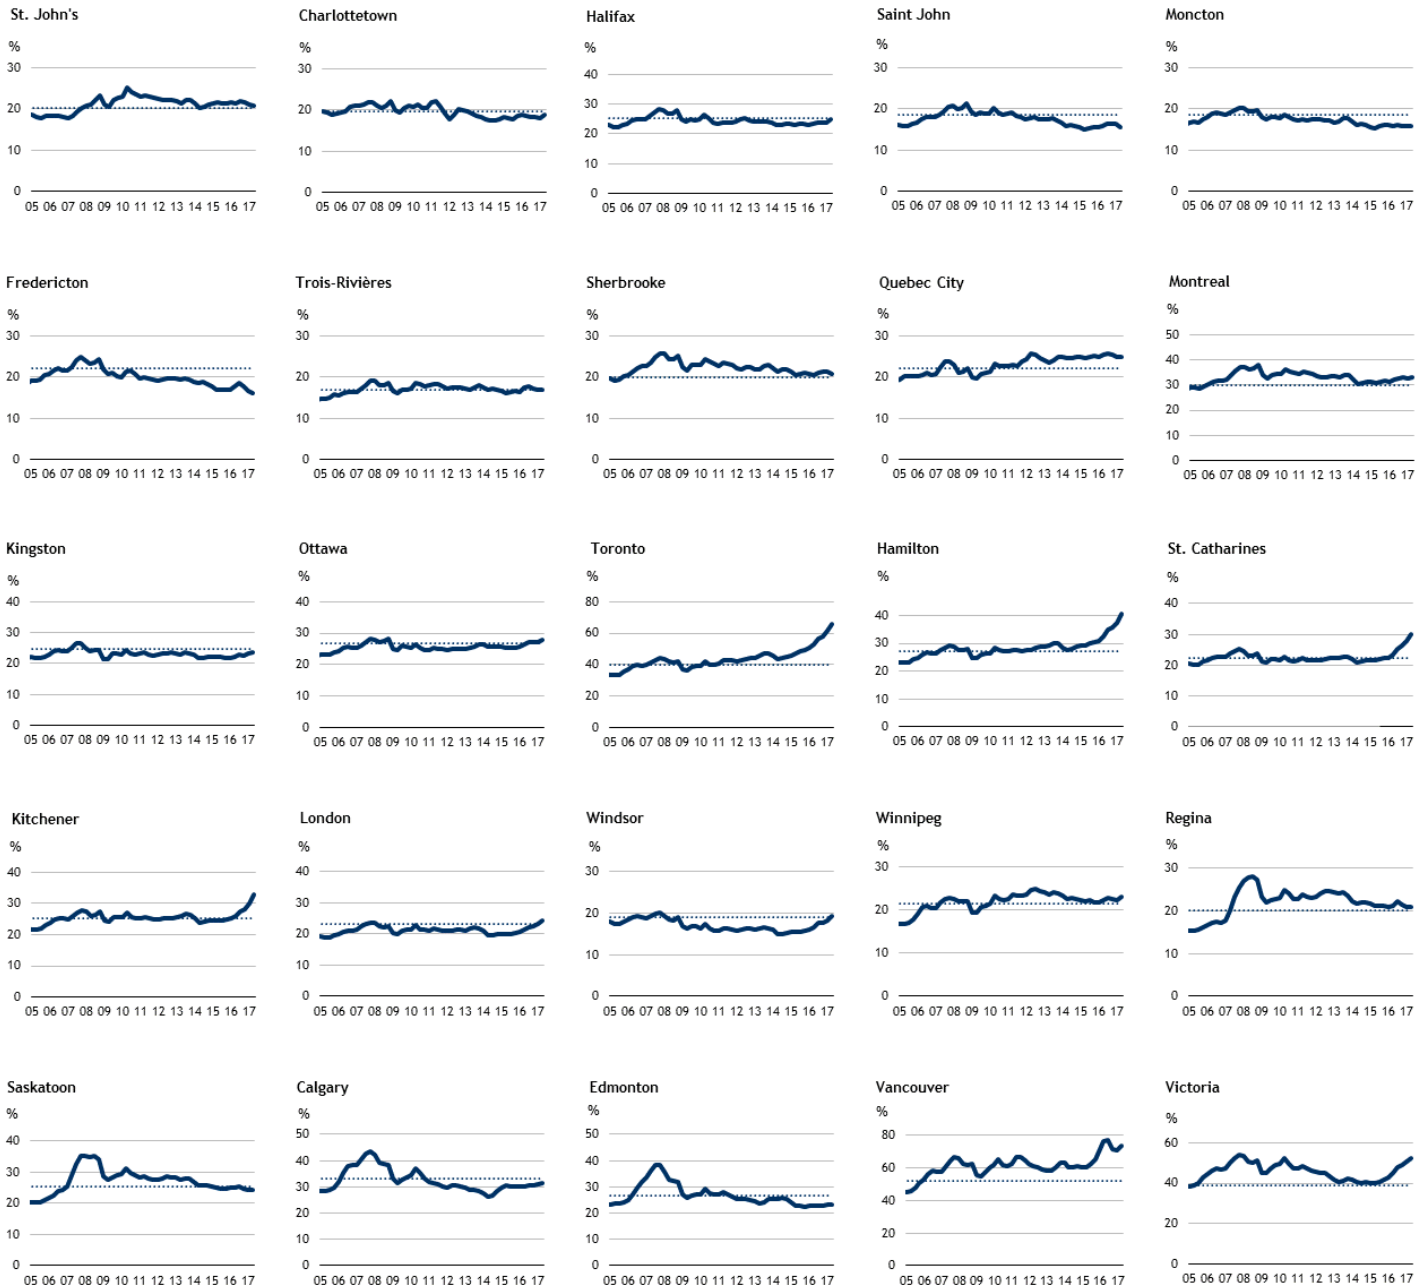 St. John's
Charlottetown
Halifax
Saint John
Moncton
%
%
%
%
%
30
20
10
0
30
20
10
0
40
30
20
10
0
30
20
10
0
30
20
10
0
05 06 07 08 09 10 11 12 13 14 15 16 17
05 06 07 08 09 10 11 12 13 14 15 16 17
05 06 07 08 09 10 11 12 13 14 15 16 17
05 06 07 08 09 10 11 12 13 14 15 16 17
05 06 07 08 09 10 11 12 13 14 15 16 17
Fredericton
Trois-Rivières
Sherbrooke
Quebec City
Montreal
%
%
%
%
%
30
20
10
0
30
20
10
0
30
20
10
0
30
20
10
0
50
40
30
20
10
0
05 06 07 08 09 10 11 12 13 14 15 16 17
05 06 07 08 09 10 11 12 13 14 15 16 17
05 06 07 08 09 10 11 12 13 14 15 16 17
05 06 07 08 09 10 11 12 13 14 15 16 17
05 06 07 08 09 10 11 12 13 14 15 16 17
Kingston
Ottawa
Toronto
Hamilton
St. Catharines
%
%
%
%
%
40
30
20
10
0
40
30
20
10
0
80
60
40
20
0
40
30
20
10
0
40
30
20
10
0
05 06 07 08 09 10 11 12 13 14 15 16 17
05 06 07 08 09 10 11 12 13 14 15 16 17
05 06 07 08 09 10 11 12 13 14 15 16 17
05 06 07 08 09 10 11 12 13 14 15 16 17
05 06 07 08 09 10 11 12 13 14 15 16 17
Kitchener
London
Windsor
Winnipeg
Regina
%
%
%
%
%
40
30
20
10
0
40
30
20
10
0
30
20
10
0
30
20
10
0
30
20
10
0
05 06 07 08 09 10 11 12 13 14 15 16 17
05 06 07 08 09 10 11 12 13 14 15 16 17
05 06 07 08 09 10 11 12 13 14 15 16 17
05 06 07 08 09 10 11 12 13 14 15 16 17
05 06 07 08 09 10 11 12 13 14 15 16 17
Saskatoon
Calgary
Edmonton
Vancouver
Victoria
%
%
%
%
%
40
30
20
10
0
50
40
30
20
10
0
50
40
30
20
10
0
80
60
40
20
0
60
40
20
0
05 06 07 08 09 10 11 12 13 14 15 16 17
05 06 07 08 09 10 11 12 13 14 15 16 17
05 06 07 08 09 10 11 12 13 14 15 16 17
05 06 07 08 09 10 11 12 13 14 15 16 17
05 06 07 08 09 10 11 12 13 14 15 16 17